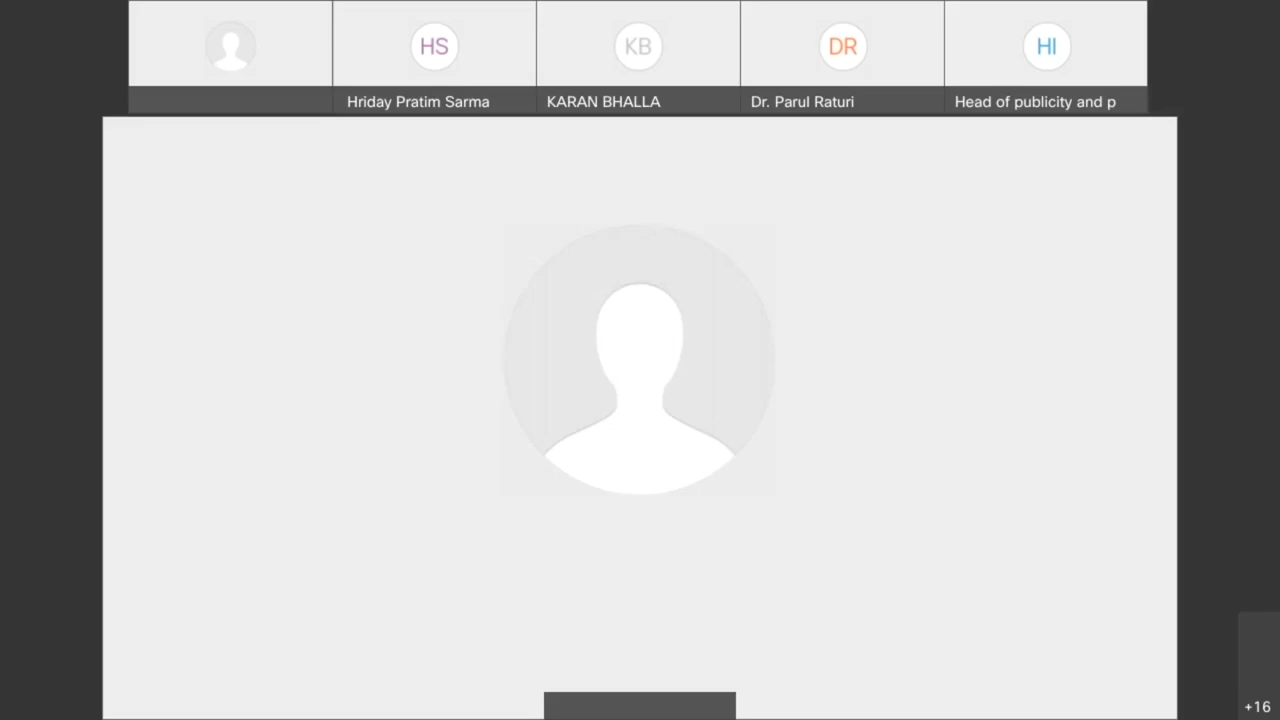 HS
KB
DR
HI
Hriday Pratim Sarma
KARAN BHALLA
Dr. Parul Raturi
Head of publicity and p
+16